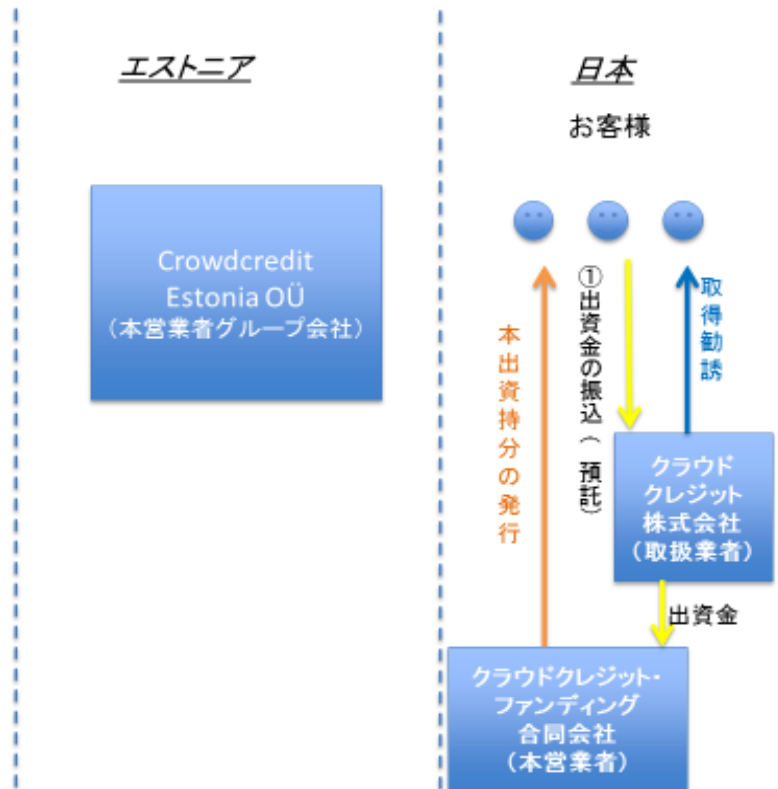 エストニア
日本
お客様
Crowdcredit
Estonia OÜ
（本営業者グループ会社）
本出資持分の発行
①出資金の振込（預託）
取得勧誘
クラウド
クレジット
株式会社
（取扱業者）
出資金
クラウドクレジット・
ファンディング
合同会社
（本営業者）